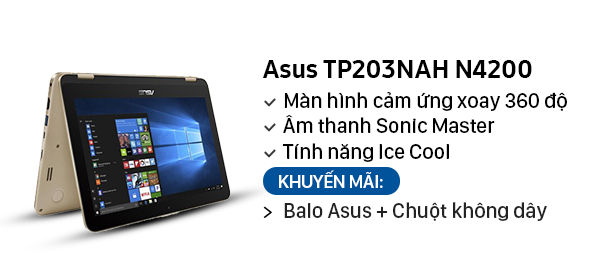 Asus TP203NAH N4200
Màn hình cảm ứng xoay 360 độ
Âm thanh Sonic Master
Tính năng Ice Cool
KHUYẾN MÃI:
> Balo Asus + Chuột không dây